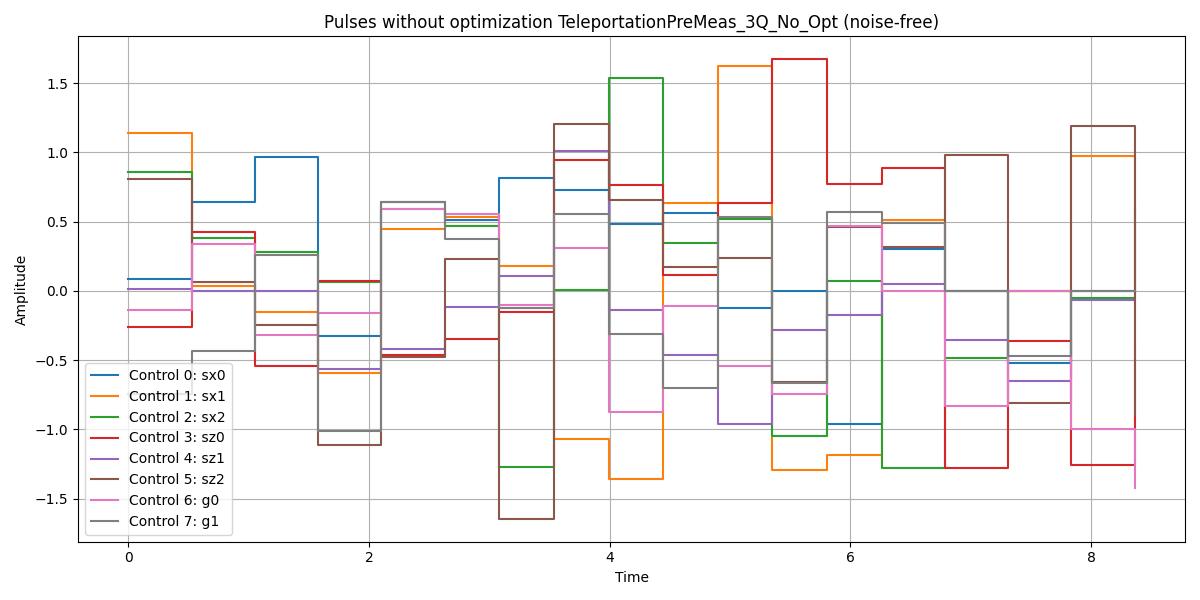 Pulses without optimization TeleportationPreMeas_3Q_No_Opt (noise-free)
Amplitude
1.5
1.0
0.5
0.0
−0.5
−1.0
−1.5
Control 0: sx0
Control 1: sx1
Control 2: sx2
Control 3: sz0
Control 4: sz1
Control 5: sz2
Control 6: g0
Control 7: g1
0 2 4 6 8
Time